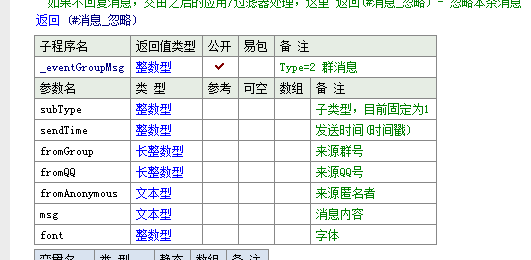 如果不回复消息，交由之后的应用/过滤器处理，这里 返回(#消息_忽略) - 忽略本条消息
返回 (#消息_忽略)
子程序名 返回值类型 公开 易包 备 注
_eventGroupMsg 整数型 ✓ Type=2 群消息
参数名 类 型 参考 可空 数组 备 注
subType 整数型 子类型，目前固定为1
sendTime 整数型 发送时间(时间戳)
fromGroup 长整数型 来源群号
fromQQ 长整数型 来源QQ号
fromAnonymous 文本型 来源匿名者
msg 文本型 消息内容
font 整数型 字体
变量名 类 型 静态 数组 备 注